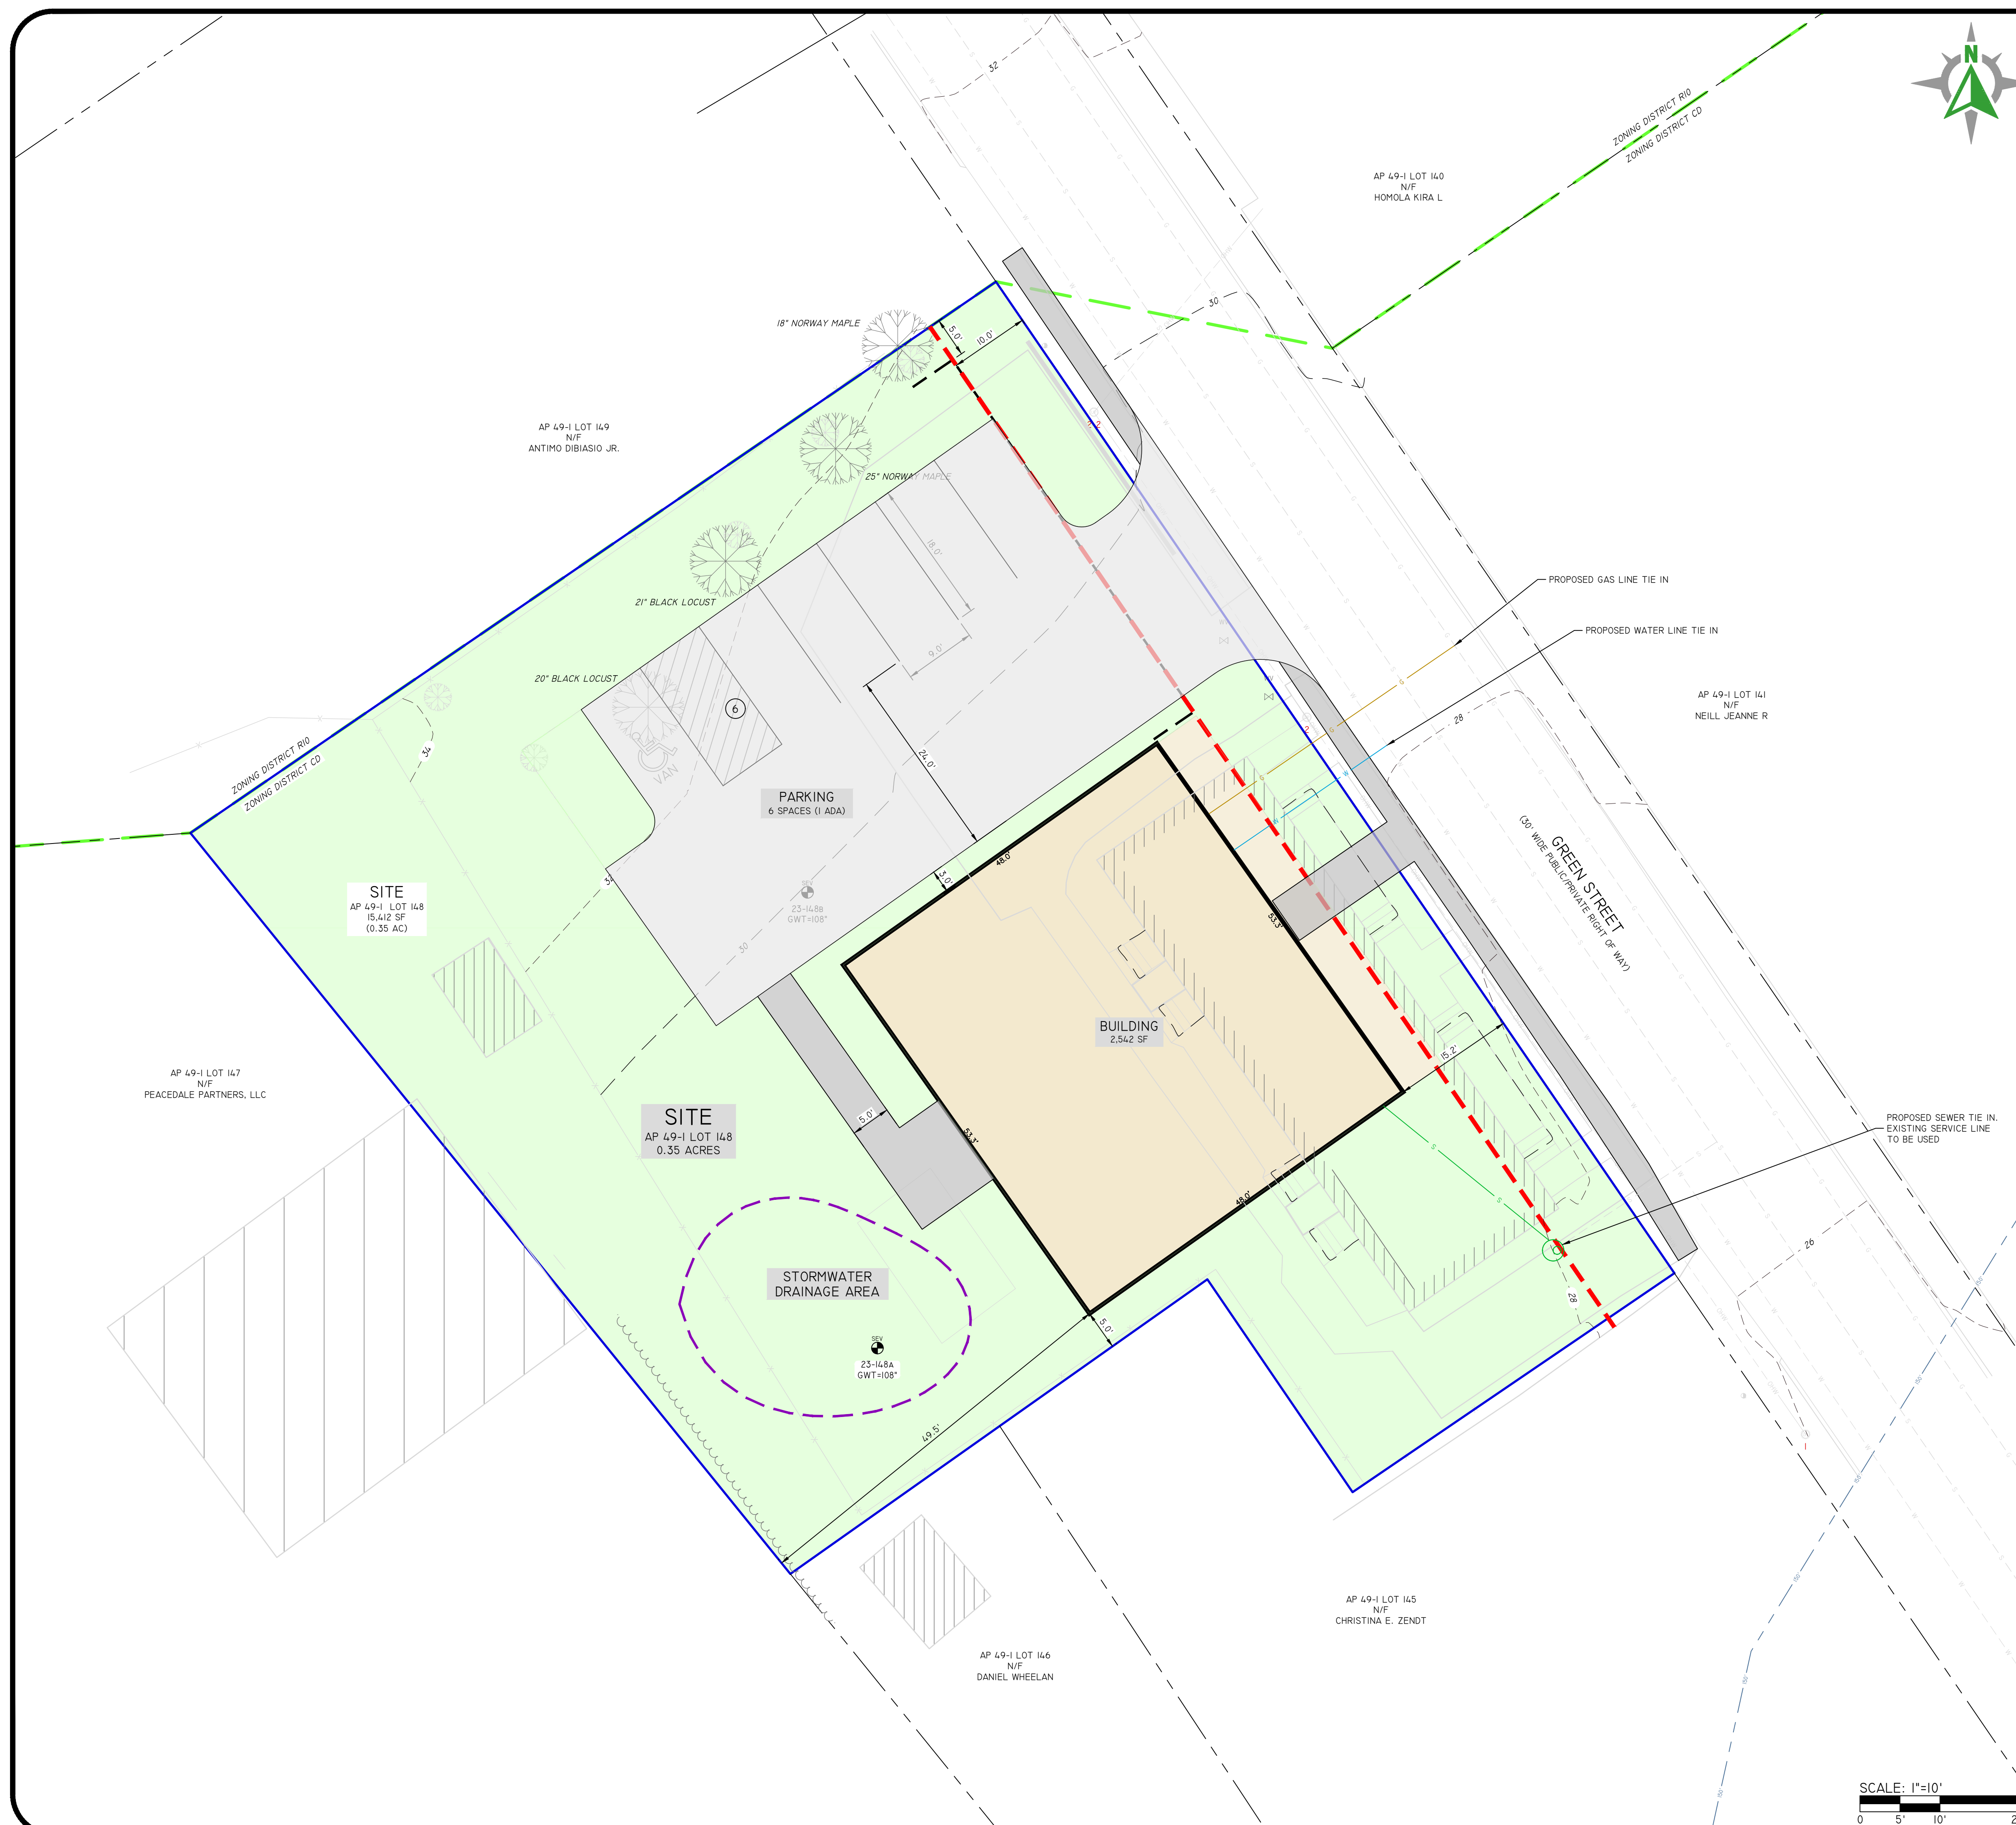 N
32
ZONING DISTRICT R10
ZONING DISTRICT CD
AP 49-1 LOT 140
N/F
HOMOLA KIRA L
30
18" NORWAY MAPLE
5.0'
10.0'
AP 49-1 LOT 149
N/F
ANTIMO DIBIASIO JR.
25" NORWAY MAPLE
18.0'
21" BLACK LOCUST
9.0'
20" BLACK LOCUST
6
VAN
24.0'
PROPOSED GAS LINE TIE IN
PROPOSED WATER LINE TIE IN
AP 49-1 LOT 141
N/F
NEILL JEANNE R
28
34
ZONING DISTRICT R10
ZONING DISTRICT CD
PARKING
6 SPACES (1 ADA)
G
G
W
W
48.0'
3.0'
32
SEV
23-148B
GWT=108"
30
SITE
AP 49-1 LOT 148
15,412 SF
(0.35 AC)
53.3'
GREEN STREET
(30' WIDE PUBLIC/PRIVATE RIGHT OF WAY)
BUILDING
2,542 SF
15.2'
AP 49-1 LOT 147
N/F
PEACEDALE PARTNERS, LLC
SITE
AP 49-1 LOT 148
0.35 ACRES
5.0'
53.3'
S
S
48.0'
PROPOSED SEWER TIE IN.
EXISTING SERVICE LINE
TO BE USED
26
28
STORMWATER
DRAINAGE AREA
SEV
23-148A
GWT=108"
5.0'
49.5'
150'
150'
150'
150'
150'
150'
AP 49-1 LOT 145
N/F
CHRISTINA E. ZENDT
AP 49-1 LOT 146
N/F
DANIEL WHEELAN
SCALE: 1"=10'
0 5' 10'